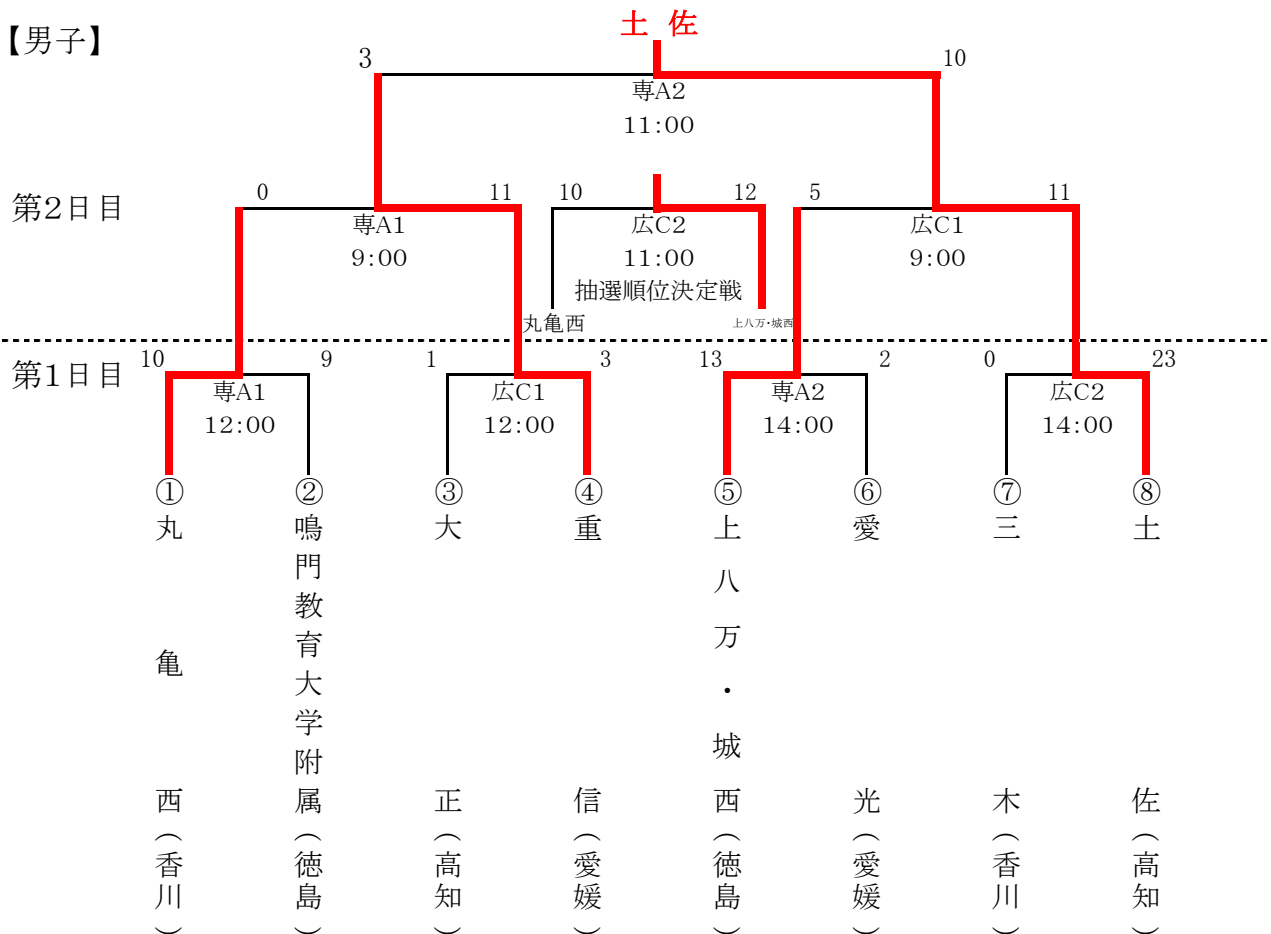 土 佐
【男子】
3
10
専A2
11:00
第2日目
0
11
10
12
5
11
専A1
9:00
広C2
11:00
広C1
9:00
抽選順位決定戦
丸亀西
上八万・城西
第1日目
10
9
1
3
13
2
0
23
専A1
12:00
広C1
12:00
専A2
14:00
広C2
14:00
①丸亀西(香川)
②鳴門教育大学附属(徳島)
③大正(高知)
④重信(愛媛)
⑤上八万・城西(徳島)
⑥愛光(愛媛)
⑦三木(香川)
⑧土佐(高知)